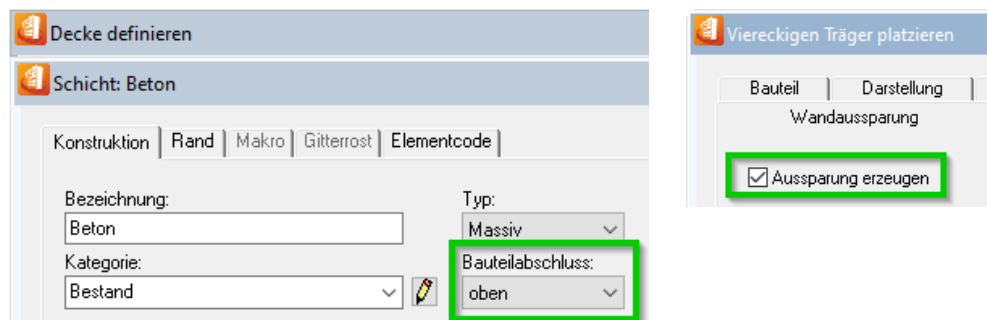 Decke definieren
Schicht: Beton
Konstruktion Rand Makro Gitterrost Elementcode
Bezeichnung: Typ:
Beton Massiv
Kategorie: Bauteilabschluss:
Bestand oben
Viereckigen Träger platzieren
Bauteil Darstellung
Wandaussparung
Aussparung erzeugen